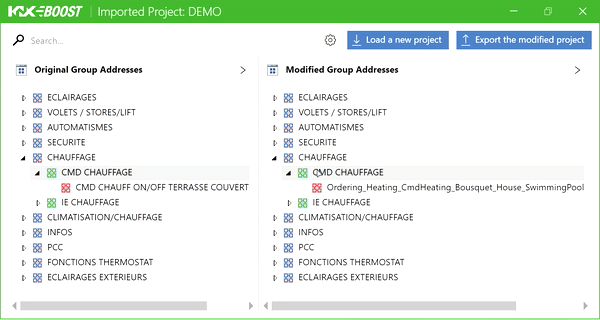 KNX BOOST Imported Project: DEMO
Search...
Load a new project
Export the modified project
Original Group Addresses
ECLAIRAGES
VOLETS / STORES/LIFT
AUTOMATISMES
SECURITE
CHAUFFAGE
CMD CHAUFFAGE
CMD CHAUFF ON/OFF TERRASSE COUVERT
IE CHAUFFAGE
CLIMATISATION/CHAUFFAGE
INFOS
PCC
FONCTIONS THERMOSTAT
ECLAIRAGES EXTERIEURS
Modified Group Addresses
ECLAIRAGES
VOLETS / STORES/LIFT
AUTOMATISMES
SECURITE
CHAUFFAGE
CMD CHAUFFAGE
Ordering_Heating_CmdHeating_Bousquet_House_SwimmingPool
IE CHAUFFAGE
CLIMATISATION/CHAUFFAGE
INFOS
PCC
FONCTIONS THERMOSTAT
ECLAIRAGES EXTERIEURS